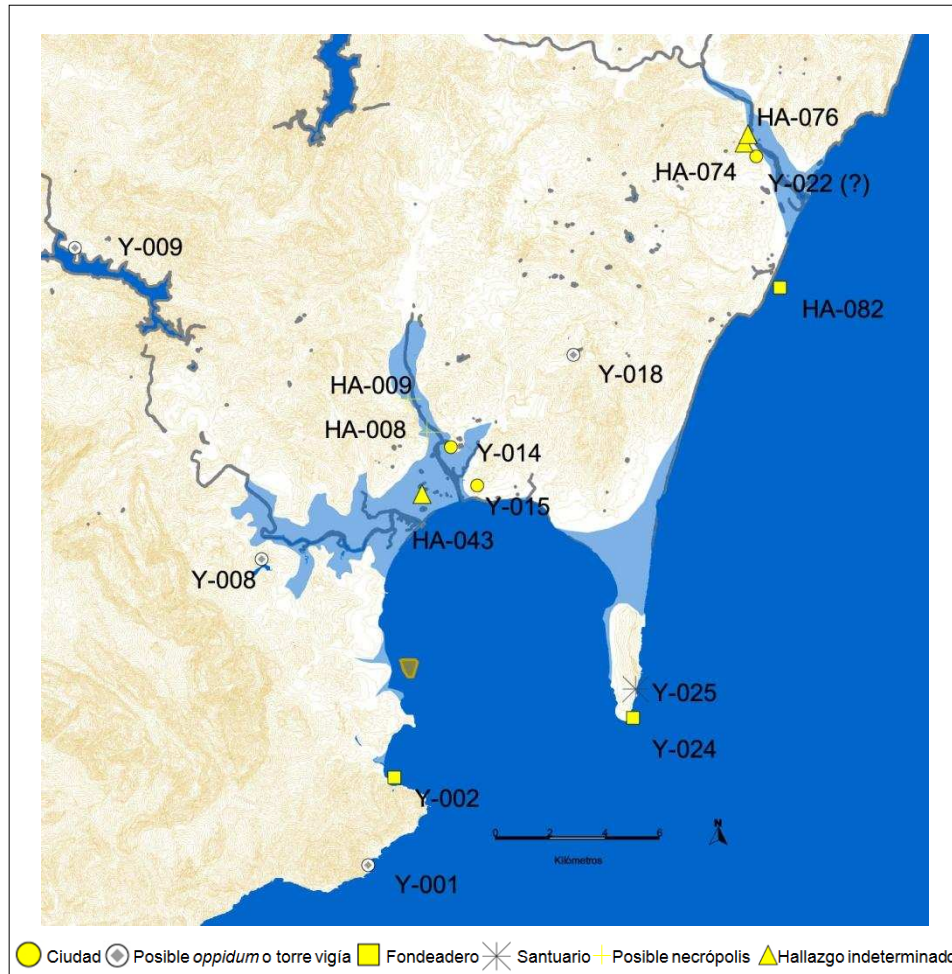 HA-076
HA-074
Y-022 (?)
Y-009
HA-082
Y-018
HA-009
HA-008
Y-014
Y-015
HA-043
Y-008
Y-025
Y-024
Y-002
N
0 2 4 6
Kilómetros
Y-001
Ciudad Posible oppidum o torre vigía Fondeadero Santuario Posible necrópolis Hallazgo indeterminado